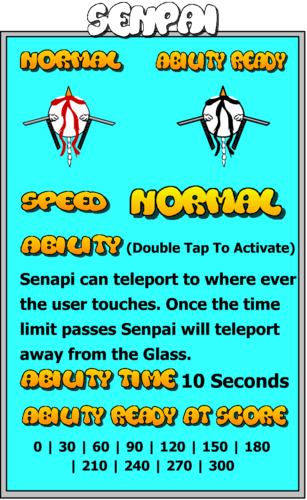 SENPAI
NORMAL ABILITY READY
SPEED NORMAL
ABILITY (Double Tap To Activate)
Senapi can teleport to where ever
the user touches. Once the time
limit passes Senpai will teleport
away from the Glass.
ABILITY TIME 10 Seconds
ABILITY READY AT SCORE
0 | 30 | 60 | 90 | 120 | 150 | 180
| 210 | 240 | 270 | 300